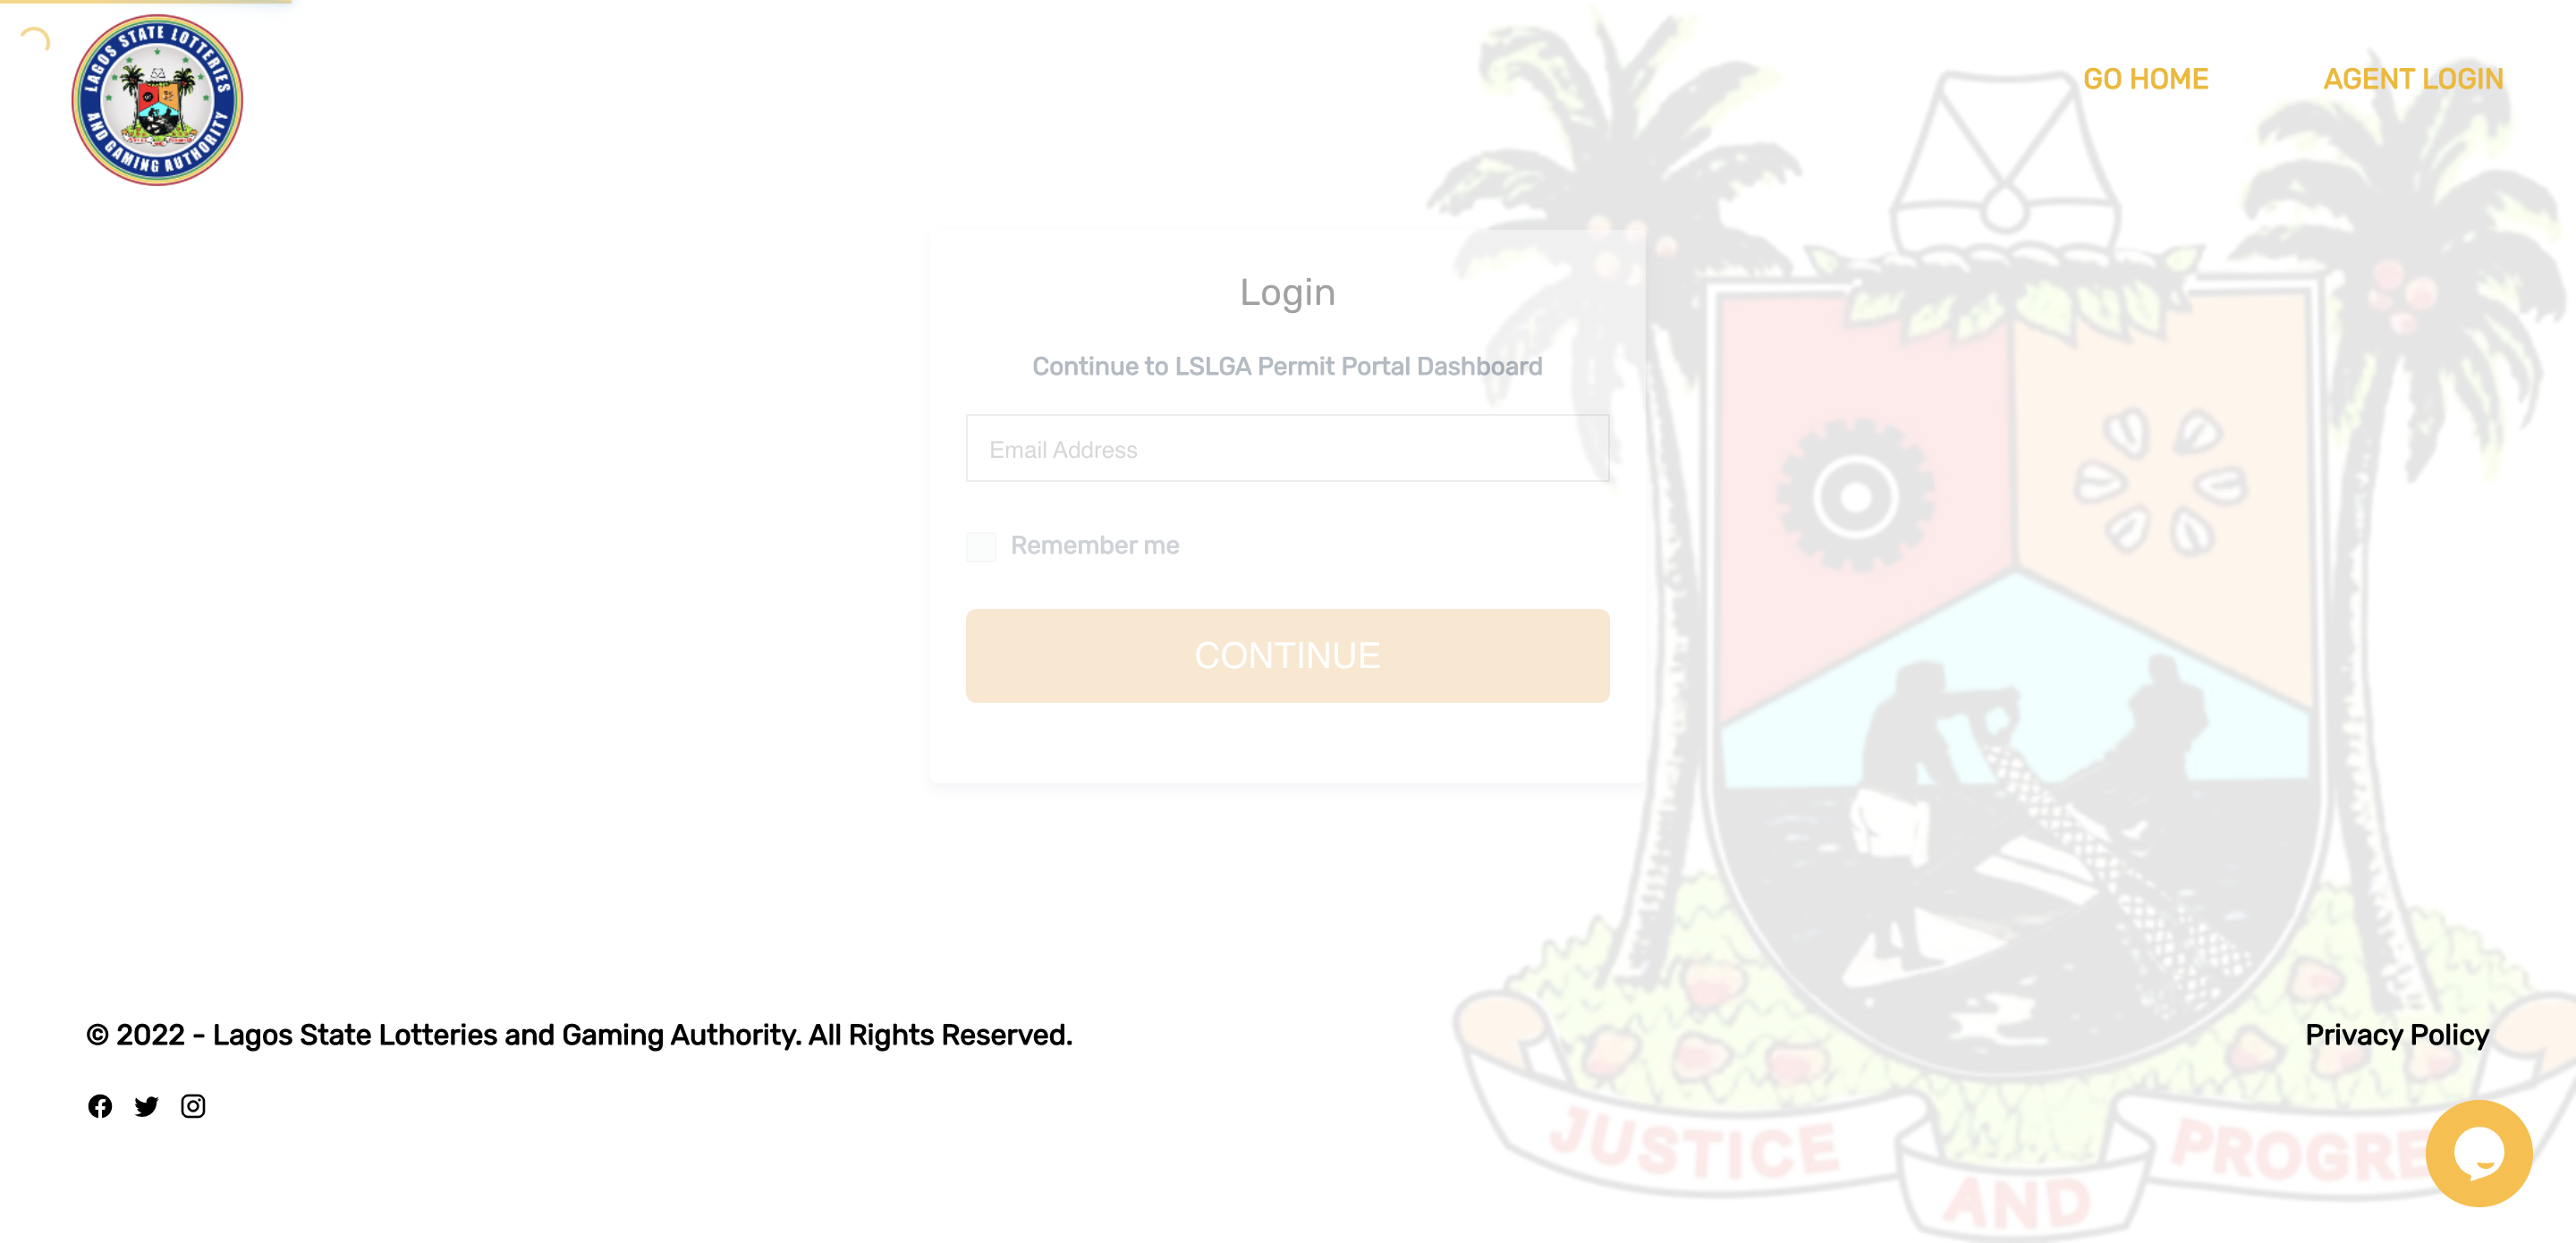 LAGOS STATE LOTTERIES
AND GAMING AUTHORITY
GO HOME
AGENT LOGIN
Login
Continue to LSLGA Permit Portal Dashboard
Email Address
Remember me
CONTINUE
© 2022 - Lagos State Lotteries and Gaming Authority. All Rights Reserved.
Privacy Policy
JUSTICE
AND
PROGRE